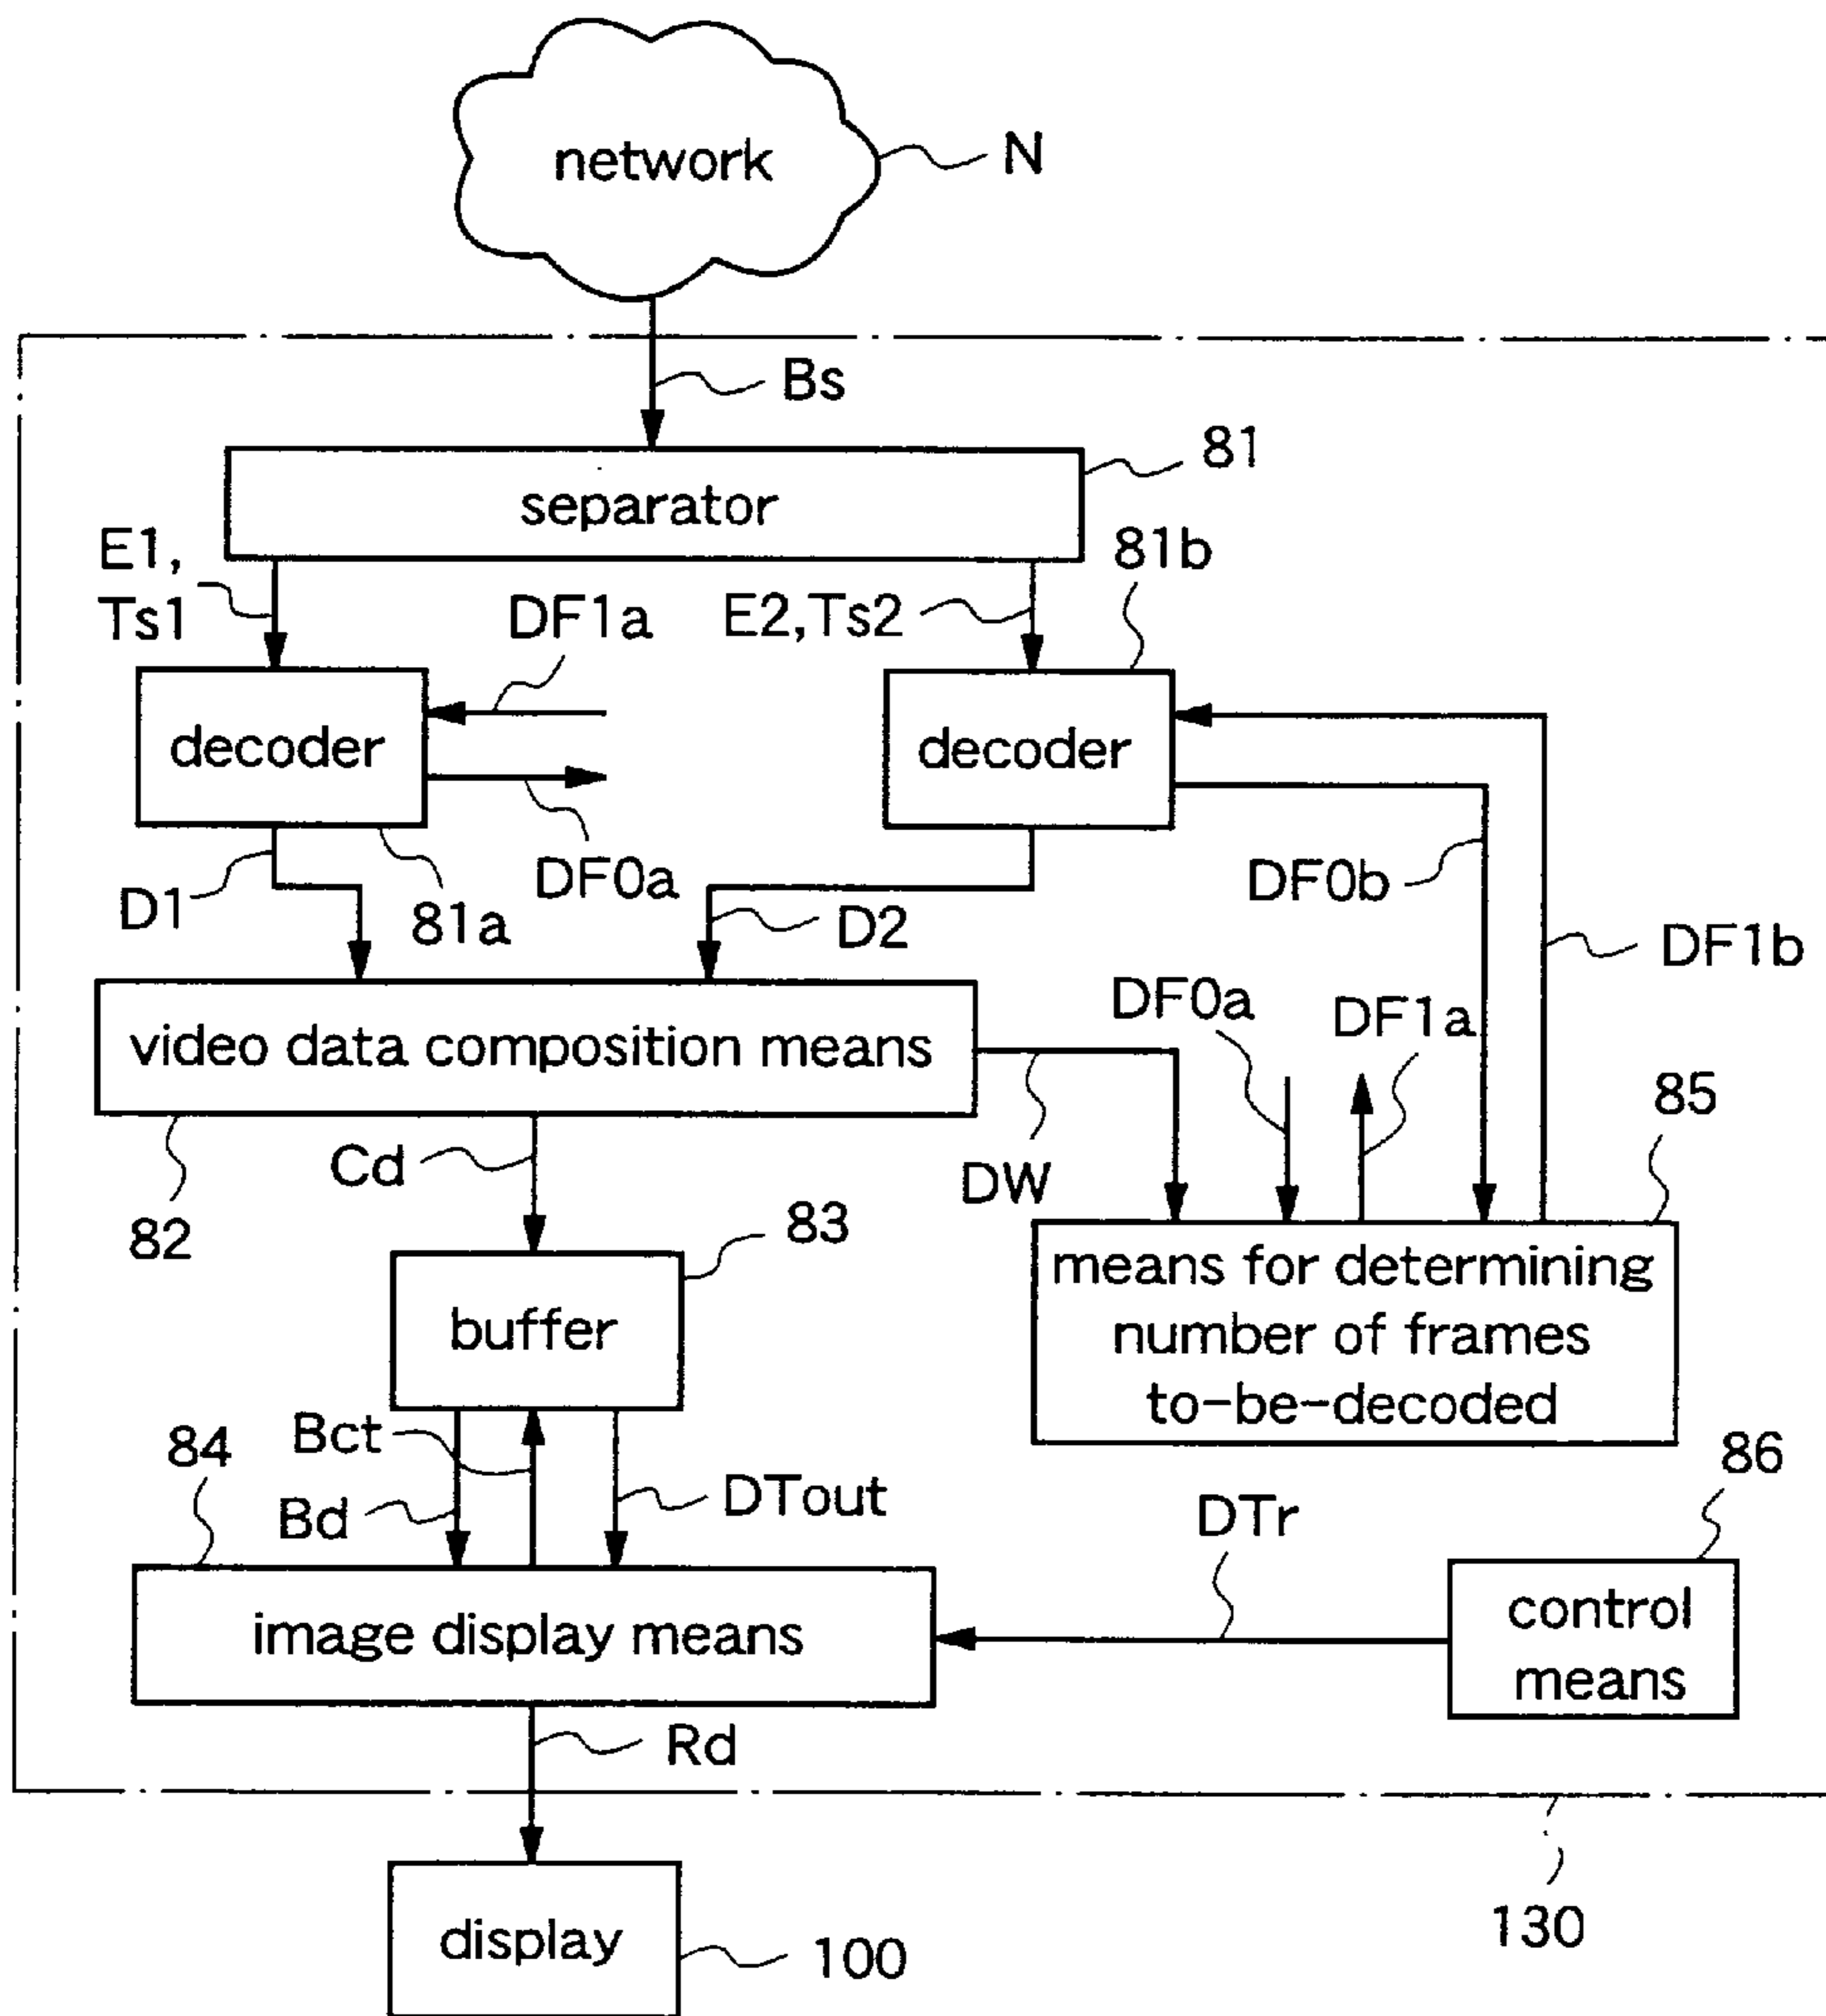 network
N
Bs
81
separator
E1,
Ts1
DF1a
E2,Ts2
81b
decoder
decoder
DF0a
D1
81a
D2
DF0b
DF1b
video data composition means
DF0a
DF1a
85
82
Cd
DW
83
buffer
means for determining
number of frames
to-be-decoded
84
Bct
Bd
DTout
DTr
86
image display means
control
means
Rd
display
100
130